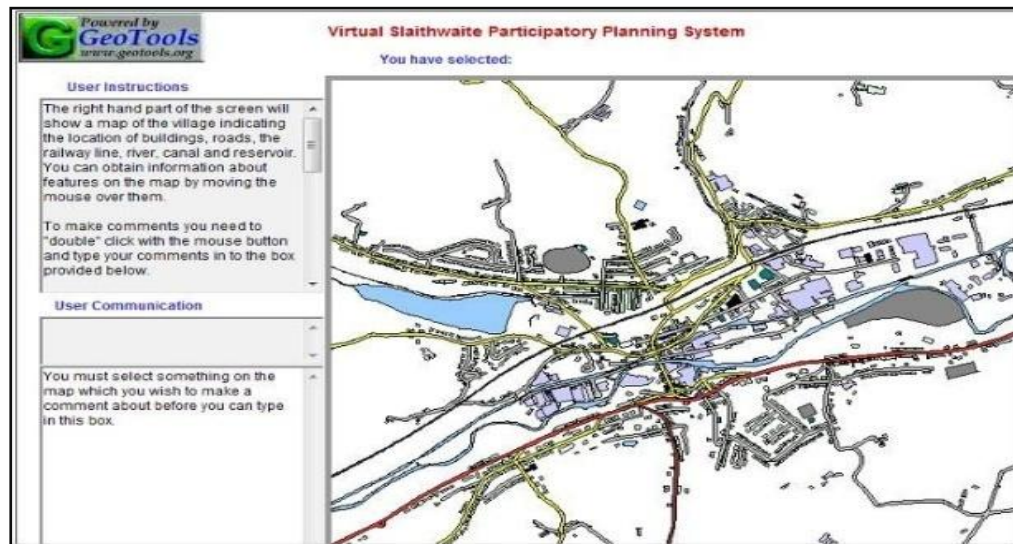 Powered by
GeoTools
www.geotools.org
Virtual Slaithwaite Participatory Planning System
You have selected:
User Instructions
The right hand part of the screen will
show a map of the village indicating
the location of buildings, roads, the
railway line, river, canal and reservoir.
You can obtain information about
features on the map by moving the
mouse over them.
To make comments you need to
"double" click with the mouse button
and type your comments in to the box
provided below.
User Communication
You must select something on the
map which you wish to make a
comment about before you can type
in this box.